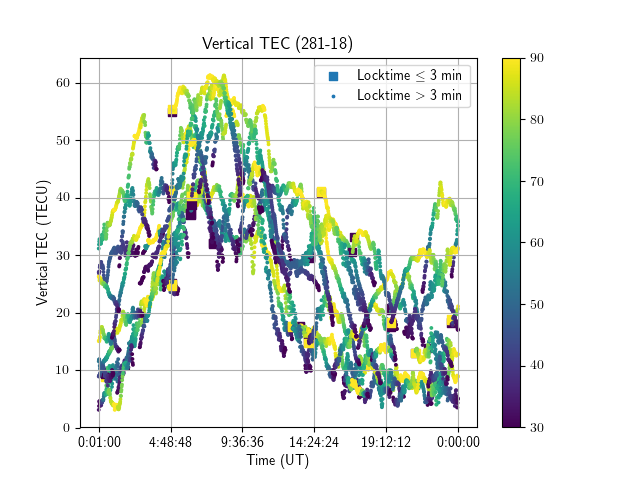 Vertical TEC (281-18)
Locktime ≤ 3 min
Locktime > 3 min
Vertical TEC (TECU)
60
50
40
30
20
10
0
0:01:00 4:48:48 9:36:36 14:24:24 19:12:12 0:00:00
Time (UT)
90
80
70
60
50
40
30